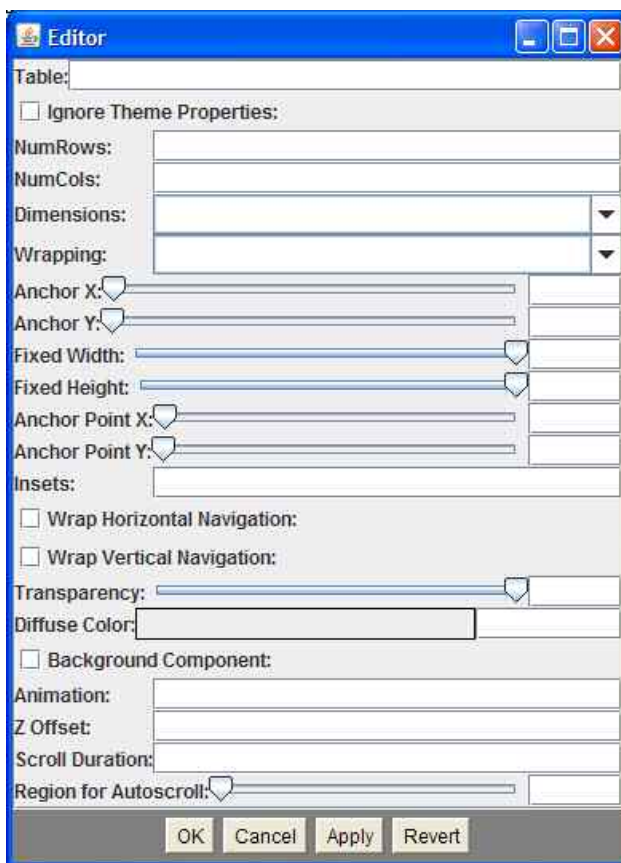 Editor
Table:
Ignore Theme Properties:
NumRows:
NumCols:
Dimensions:
Wrapping:
Anchor X:
Anchor Y:
Fixed Width:
Fixed Height:
Anchor Point X:
Anchor Point Y:
Insets:
Wrap Horizontal Navigation:
Wrap Vertical Navigation:
Transparency:
Diffuse Color:
Background Component:
Animation:
Z Offset:
Scroll Duration:
Region for Autoscroll:
OK Cancel Apply Revert